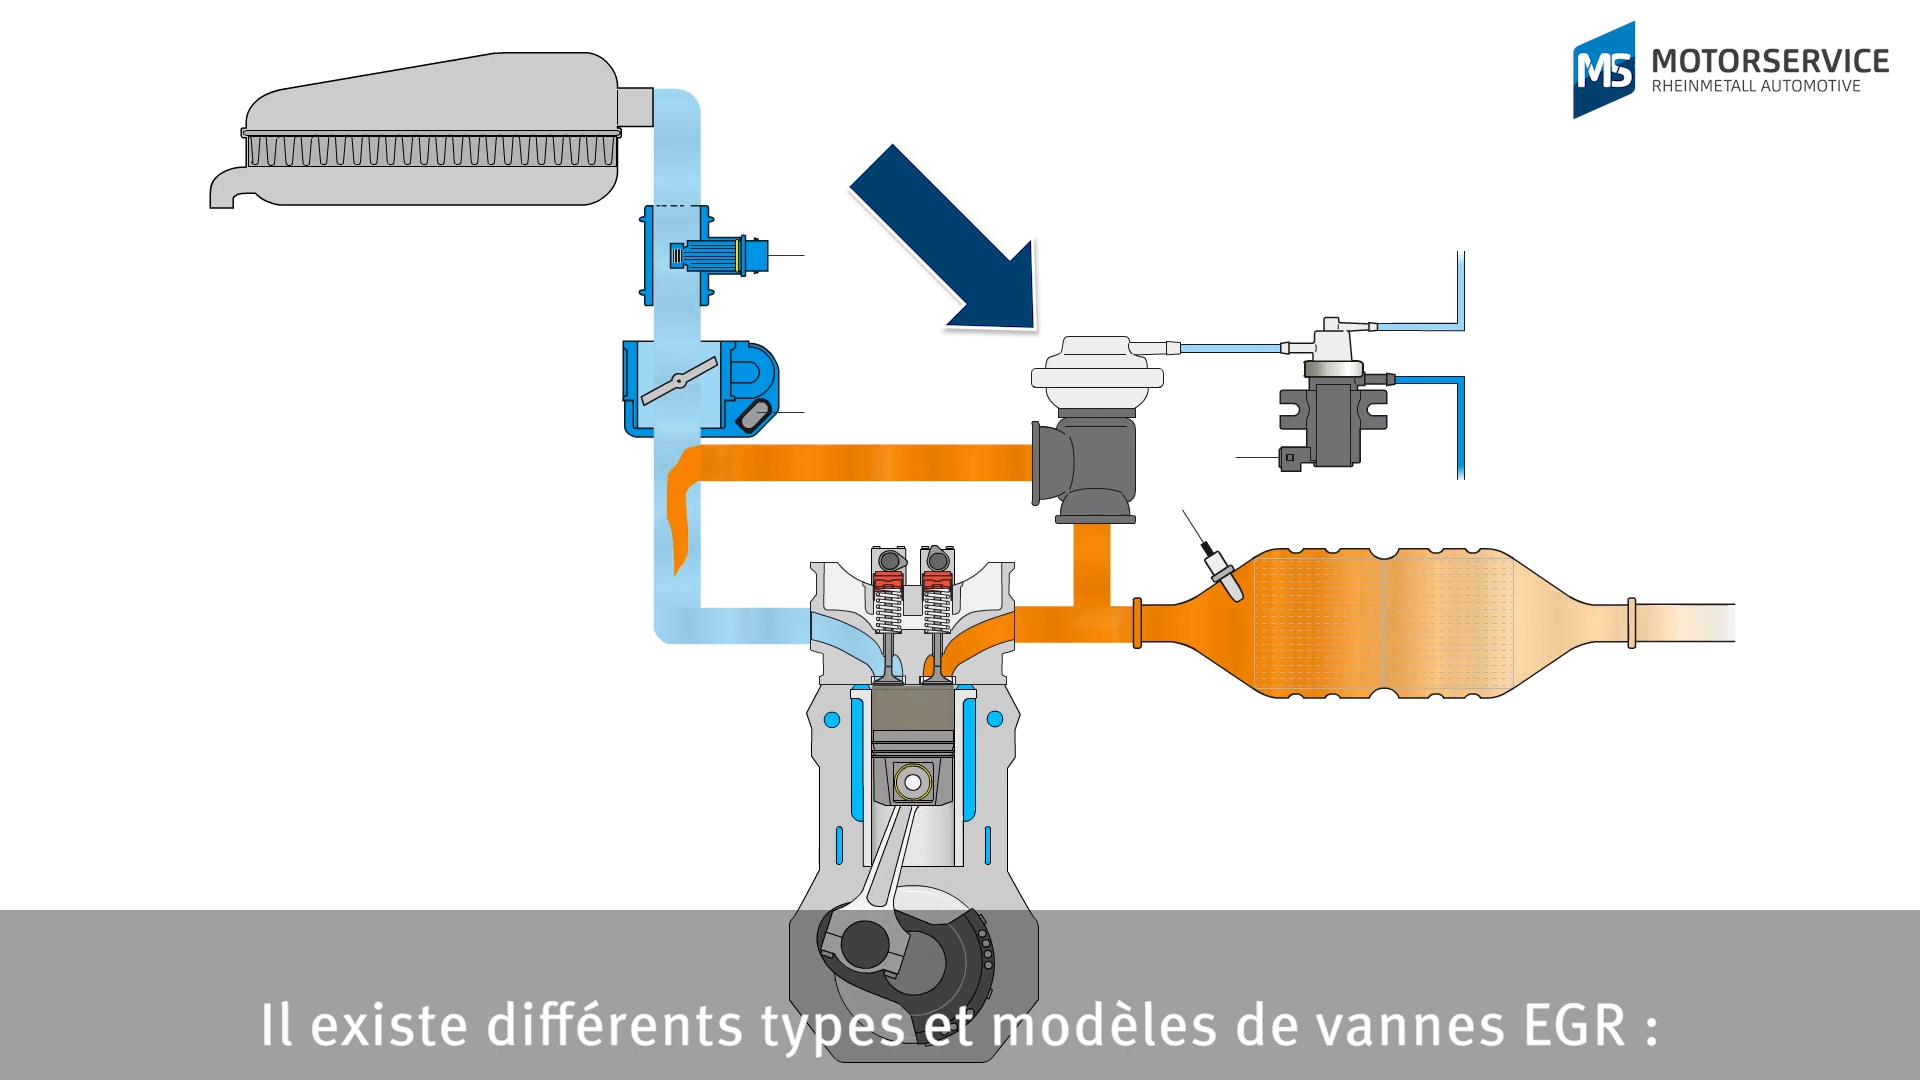 MS MOTORSERVICE
RHEINMETALL AUTOMOTIVE
Il existe différents types et modèles de vannes EGR :